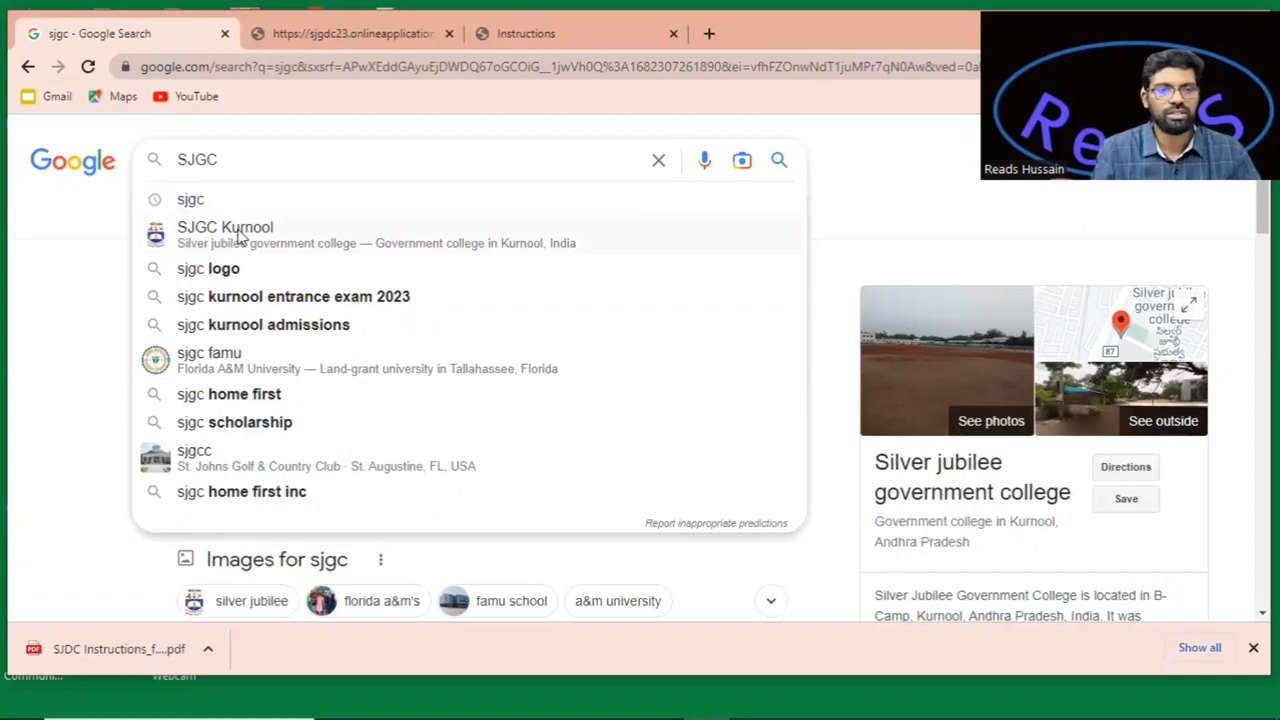 sjgc - Google Search
https://sjgdc23.onlineapplication
Instructions
google.com/search?q=sjgc&sxsrf=APwXEddGAyuEjDWDQ67oGCOiG__1jwVh0Q%3A1682307261890&ei=vfhFZOnwNdT1juMPr7qN0Aw&ved=0a
Gmail
Maps
YouTube
Reads Hussain
Google
SJGC
sjgc
SJGC Kurnool
Silver jubilee government college — Government college in Kurnool, India
sjgc logo
sjgc kurnool entrance exam 2023
sjgc kurnool admissions
sjgc famu
Florida A&M University — Land-grant university in Tallahassee, Florida
sjgc home first
sjgc scholarship
sjgcc
St. Johns Golf & Country Club · St. Augustine, FL, USA
sjgc home first inc
Report inappropriate predictions
Images for sjgc
silver jubilee
florida a&m's
famu school
a&m university
87
See photos
See outside
Silver jubilee
government college
Directions
Save
Government college in Kurnool,
Andhra Pradesh
Silver Jubilee Government College is located in B-
Camp, Kurnool, Andhra Pradesh, India. It was
SJDC Instructions_f....pdf
Show all
Webcam